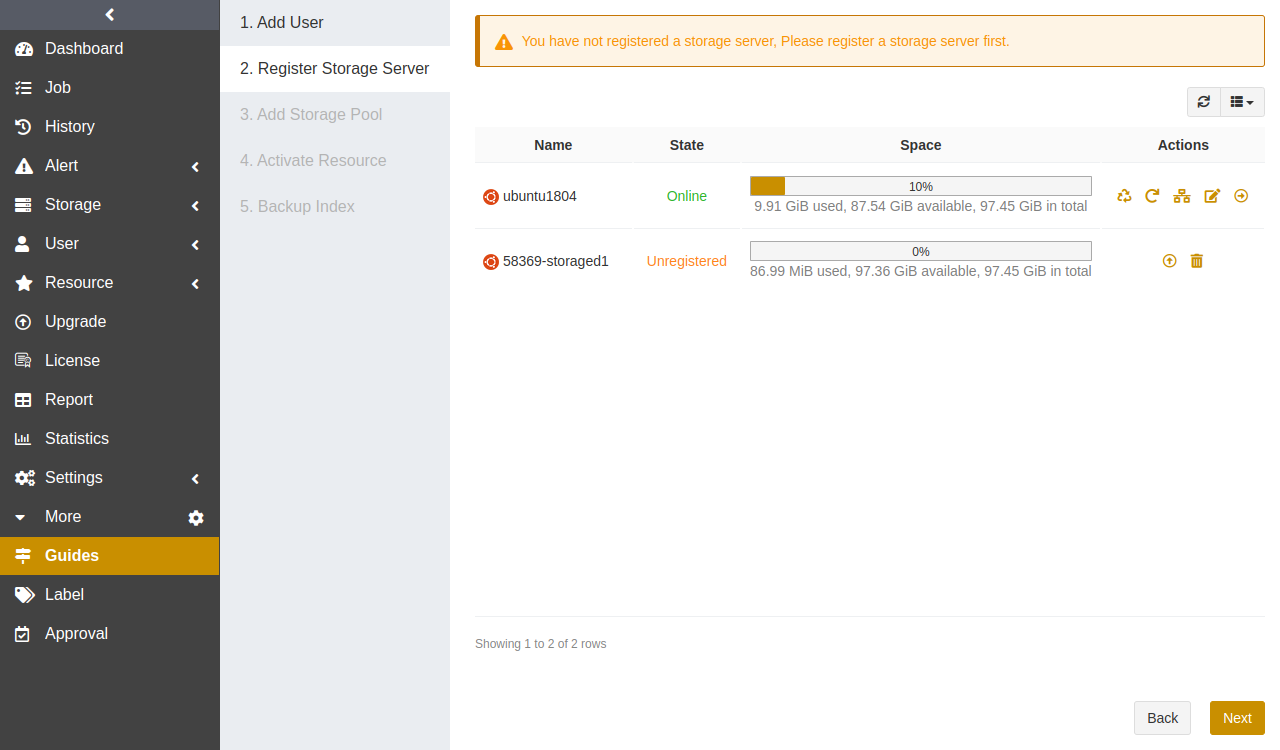 Dashboard
Job
History
Alert
Storage
User
Resource
Upgrade
License
Report
Statistics
Settings
More
Guides
Label
Approval
1. Add User
2. Register Storage Server
3. Add Storage Pool
4. Activate Resource
5. Backup Index
You have not registered a storage server, Please register a storage server first.
Name State Space Actions
ubuntu1804 Online 10%
9.91 GiB used, 87.54 GiB available, 97.45 GiB in total
58369-storaged1 Unregistered 0%
86.99 MiB used, 97.36 GiB available, 97.45 GiB in total
Showing 1 to 2 of 2 rows
Back Next